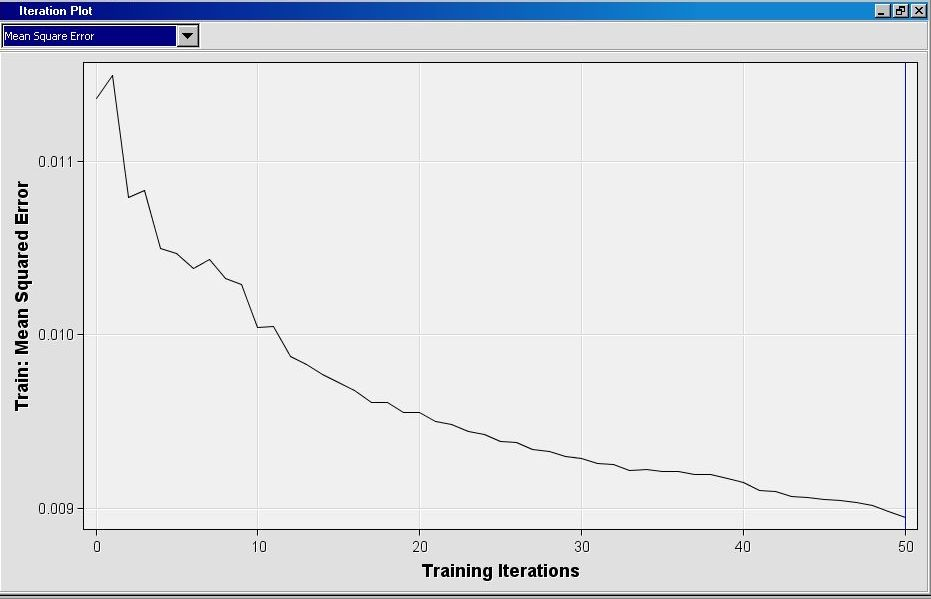 Iteration Plot
Mean Square Error
0.011
0.010
0.009
Train: Mean Squared Error
0 10 20 30 40 50
Training Iterations